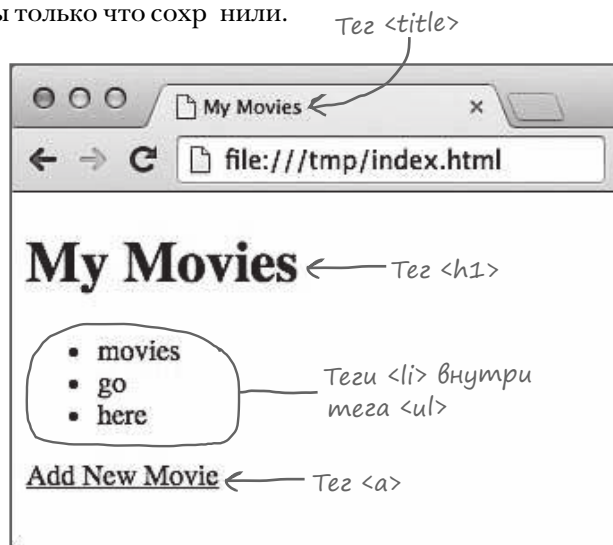 ы только что сохр нили.
Тег <title>
My Movies ×
file:///tmp/index.html
My Movies
Тег <h1>
• movies
• go
• here
Теги <li> внутри
тега <ul>
Add New Movie
Тег <a>